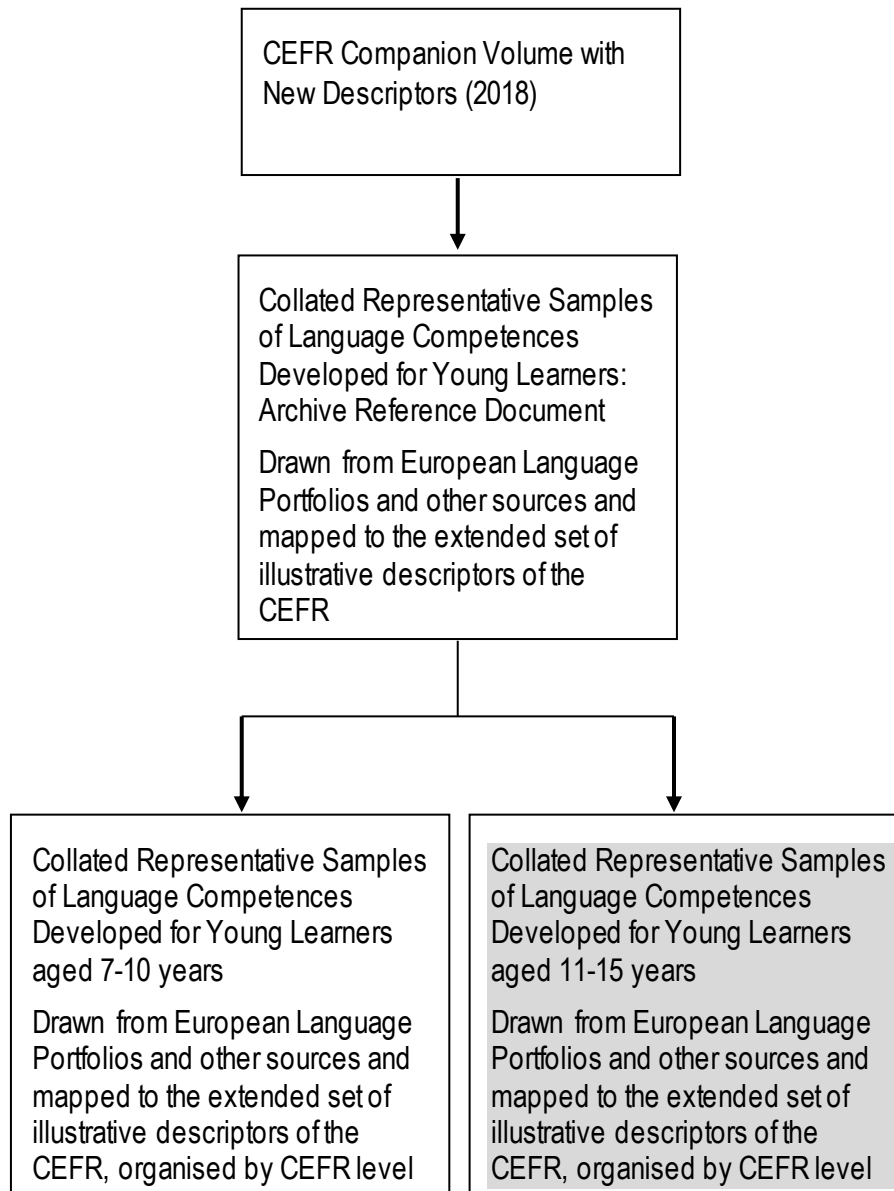 CEFR Companion Volume with
New Descriptors (2018)
Collated Representative Samples
of Language Competences
Developed for Young Learners:
Archive Reference Document
Drawn from European Language
Portfolios and other sources and
mapped to the extended set of
illustrative descriptors of the
CEFR
Collated Representative Samples
of Language Competences
Developed for Young Learners
aged 7-10 years
Drawn from European Language
Portfolios and other sources and
mapped to the extended set of
illustrative descriptors of the
CEFR, organised by CEFR level
Collated Representative Samples
of Language Competences
Developed for Young Learners
aged 11-15 years
Drawn from European Language
Portfolios and other sources and
mapped to the extended set of
illustrative descriptors of the
CEFR, organised by CEFR level